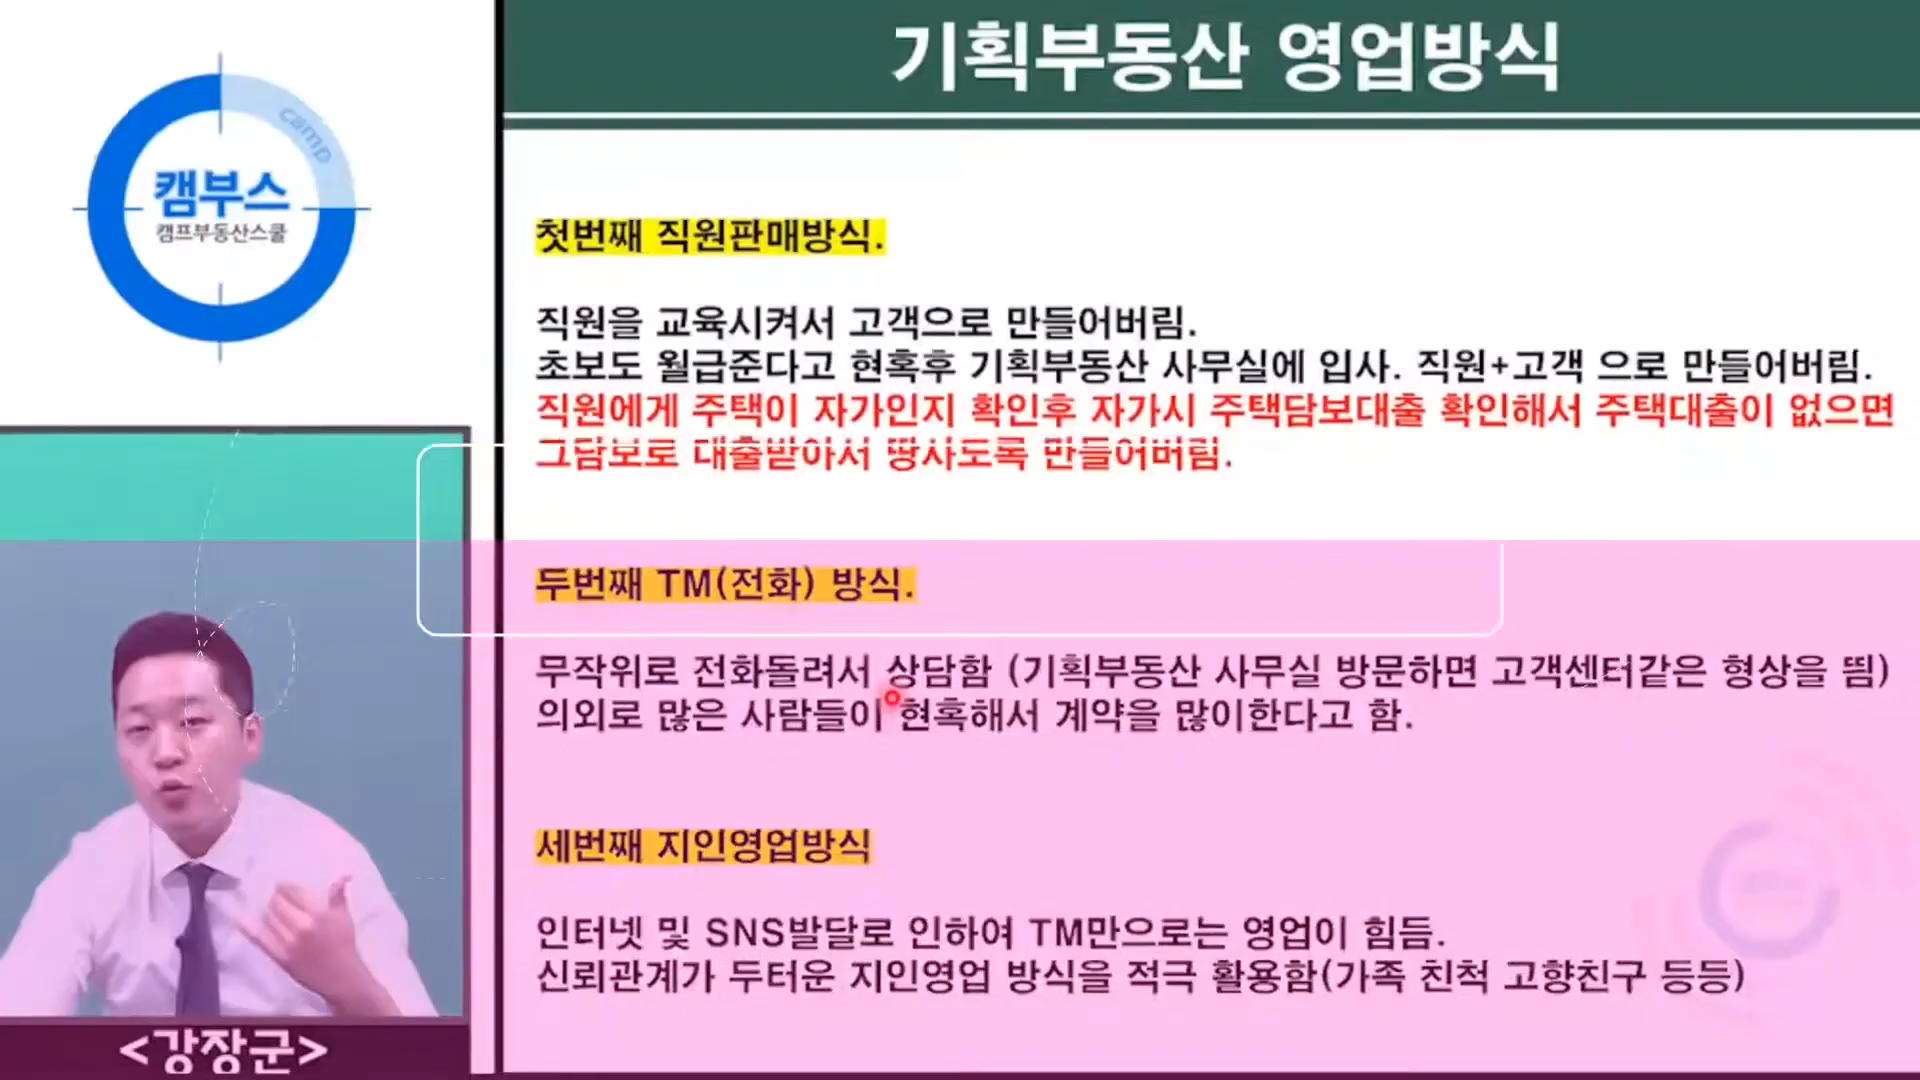 기획부동산 영업방식
camp
캠부스
캠프부동산스쿨
첫번째 직원판매방식.
직원을 교육시켜서 고객으로 만들어버림.
초보도 월급준다고 현혹후 기획부동산 사무실에 입사. 직원+고객 으로 만들어버림.
직원에게 주택이 자가인지 확인후 자가시 주택담보대출 확인해서 주택대출이 없으면
그담보로 대출받아서 땅사도록 만들어버림.
두번째 TM(전화) 방식.
무작위로 전화돌려서 상담함 (기획부동산 사무실 방문하면 고객센터같은 형상을 띔)
의외로 많은 사람들이 현혹해서 계약을 많이한다고 함.
세번째 지인영업방식
인터넷 및 SNS발달로 인하여 TM만으로는 영업이 힘듬.
신뢰관계가 두터운 지인영업 방식을 적극 활용함(가족 친척 고향친구 등등)
<강장군>